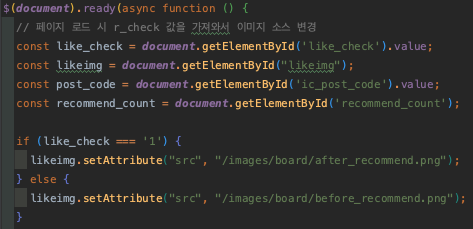 $(document).ready(async function () {
// 페이지 로드 시 r_check 값을 가져와서 이미지 소스 변경
const like_check = document.getElementById('like_check').value;
const likeimg = document.getElementById("likeimg");
const post_code = document.getElementById('ic_post_code').value;
const recommend_count = document.getElementById('recommend_count');
if (like_check === '1') {
likeimg.setAttribute("src", "/images/board/after_recommend.png");
} else {
likeimg.setAttribute("src", "/images/board/before_recommend.png");
}